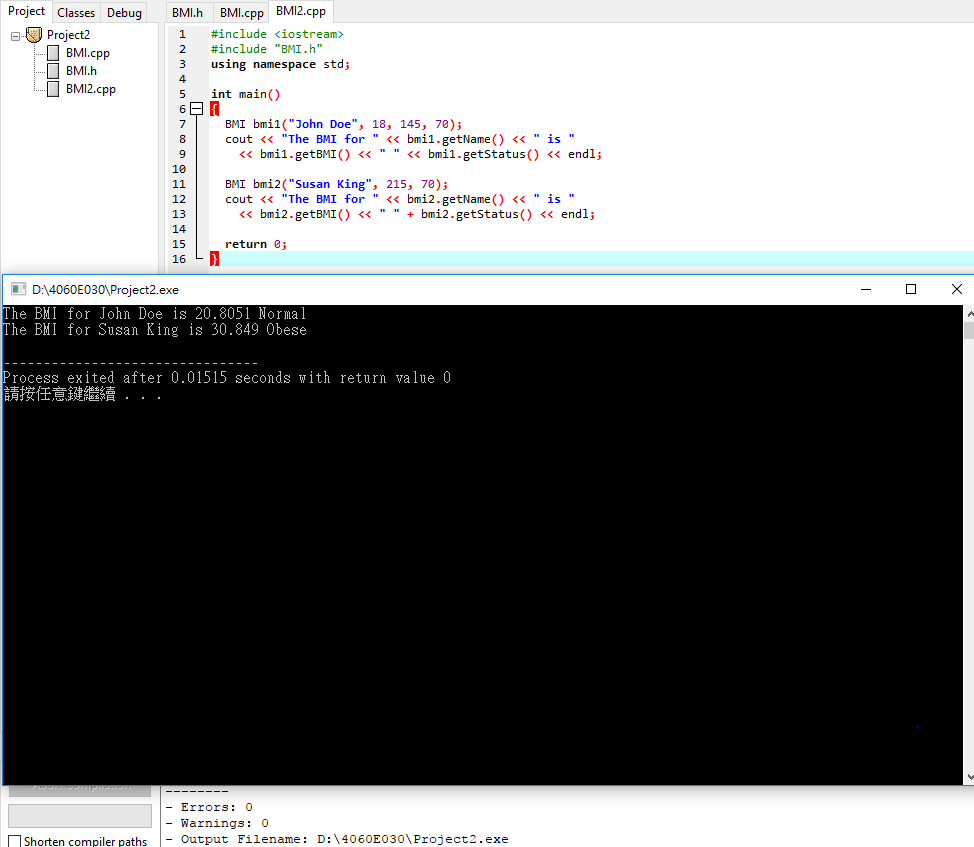 Project Classes Debug
Project2
BMI.cpp
BMI.h
BMI2.cpp
BMI.h BMI.cpp BMI2.cpp
1 #include <iostream>
2 #include "BMI.h"
3 using namespace std;
4
5 int main()
6 {
7 BMI bmi1("John Doe", 18, 145, 70);
8 cout << "The BMI for " << bmi1.getName() << " is "
9 << bmi1.getBMI() << " " << bmi1.getStatus() << endl;
10
11 BMI bmi2("Susan King", 215, 70);
12 cout << "The BMI for " << bmi2.getName() << " is "
13 << bmi2.getBMI() << " " + bmi2.getStatus() << endl;
14
15 return 0;
16 }
D:\4060E030\Project2.exe
The BMI for John Doe is 20.8051 Normal
The BMI for Susan King is 30.849 Obese
--------------------------------
Process exited after 0.01515 seconds with return value 0
請按任意鍵繼續 . . .
--------
- Errors: 0
- Warnings: 0
- Output Filename: D:\4060E030\Project2.exe
Shorten compiler paths